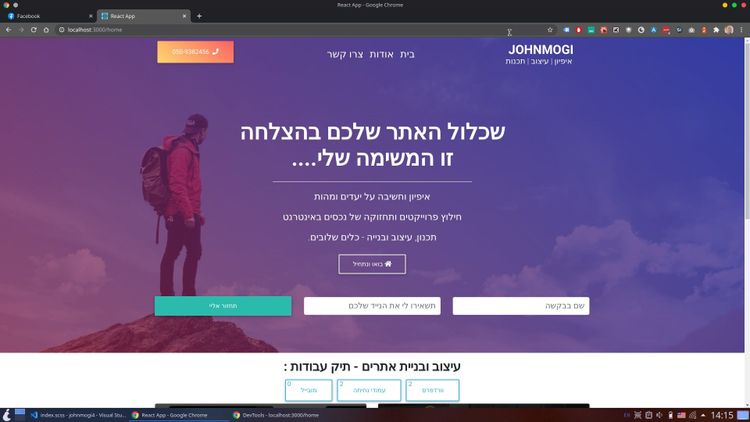 React App - Google Chrome
Facebook
React App
localhost:3000/home
JOHNMOGI
איפיון | עיצוב | תכנות
בית אודות צרו קשר
050-9382456
שכלול האתר שלכם בהצלחה
זו המשימה שלי....
איפיון וחשיבה על יעדים ומהות
חילוץ פרוייקטים ותחזוקה של נכסים באינטרנט
תכנון, עיצוב ובנייה - כלים שלובים.
בואו ונתחיל
שם בבקשה
תשאירו לי את הנייד שלכם
תחזור אליי
עיצוב ובניית אתרים - תיק עבודות :
2 וורדפרס
2 עמודי נחיתה
0 מובייל
index.scss - johnmogi4 - Visual Stu...
React App - Google Chrome
DevTools - localhost:3000/home
EN
14:15